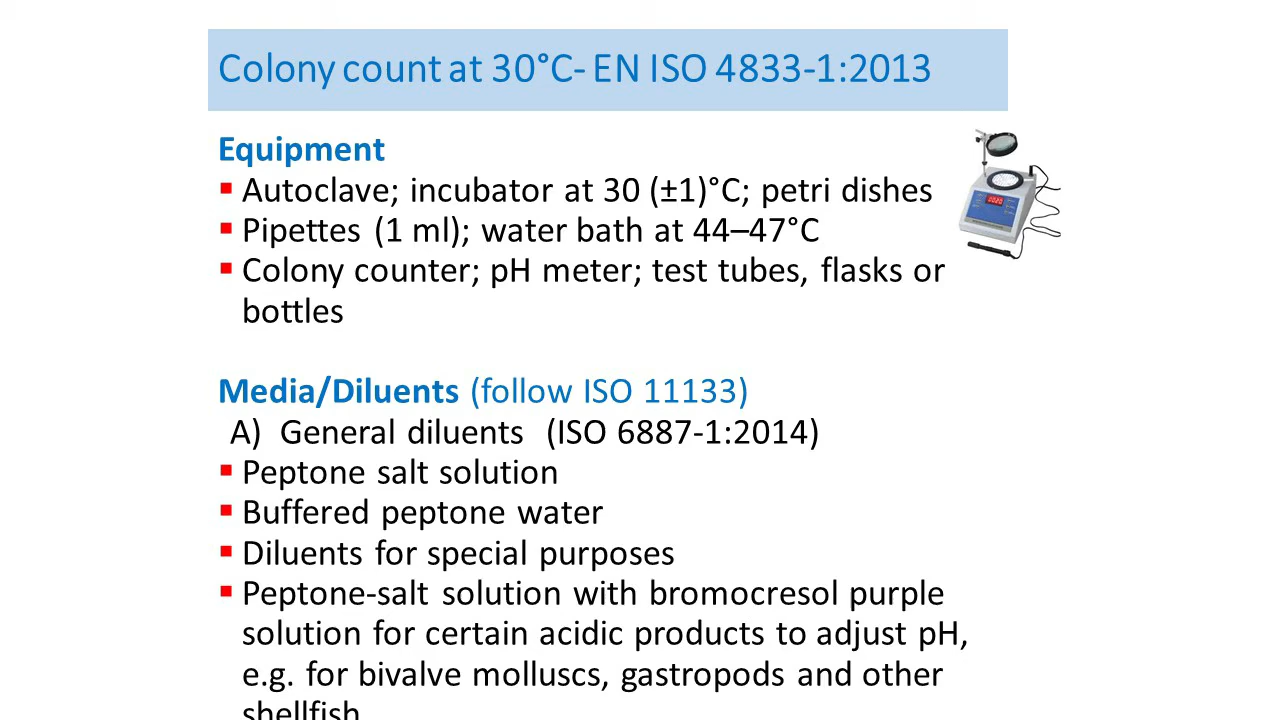 Colony count at 30°C- EN ISO 4833-1:2013
Equipment
▪ Autoclave; incubator at 30 (±1)°C; petri dishes
▪ Pipettes (1 ml); water bath at 44–47°C
▪ Colony counter; pH meter; test tubes, flasks or
bottles
Media/Diluents (follow ISO 11133)
A) General diluents (ISO 6887-1:2014)
▪ Peptone salt solution
▪ Buffered peptone water
▪ Diluents for special purposes
▪ Peptone-salt solution with bromocresol purple
solution for certain acidic products to adjust pH,
e.g. for bivalve molluscs, gastropods and other
shellfish